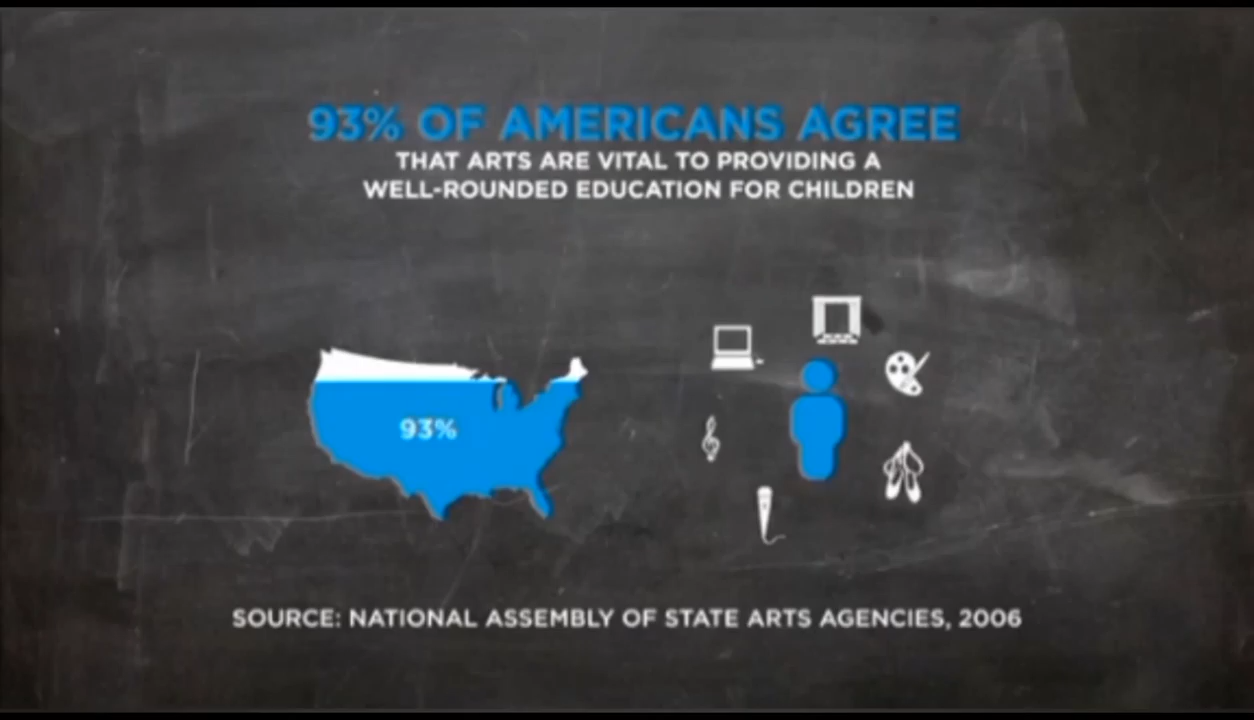 93% OF AMERICANS AGREE
THAT ARTS ARE VITAL TO PROVIDING A
WELL-ROUNDED EDUCATION FOR CHILDREN
93%
SOURCE: NATIONAL ASSEMBLY OF STATE ARTS AGENCIES, 2006